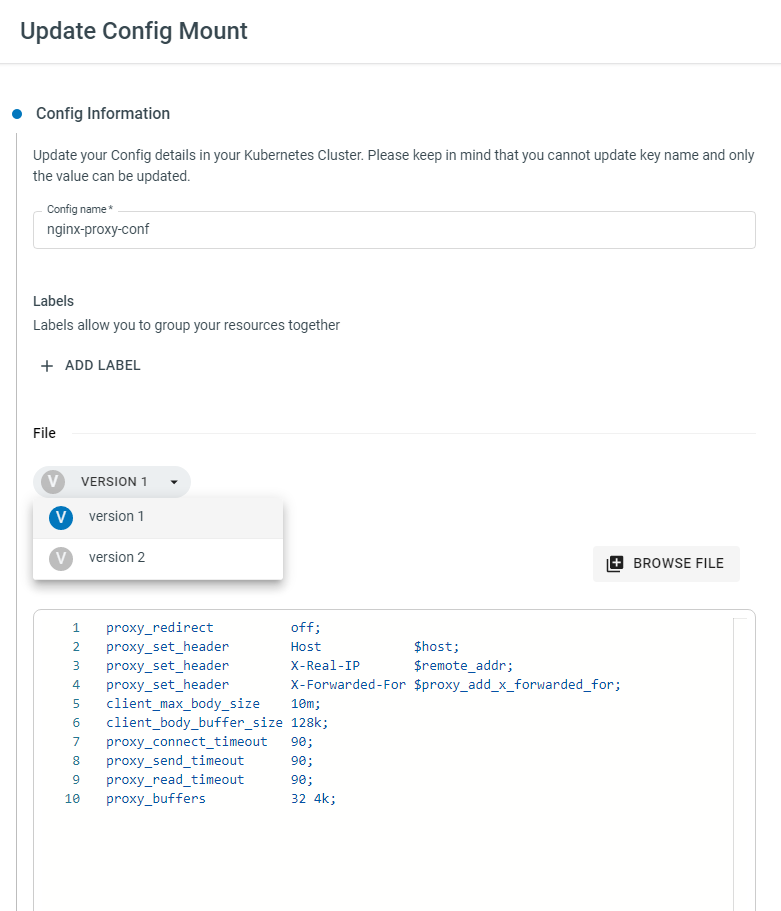 Update Config Mount
Config Information
Update your Config details in your Kubernetes Cluster. Please keep in mind that you cannot update key name and only
the value can be updated.
Config name *
nginx-proxy-conf
Labels
Labels allow you to group your resources together
+ ADD LABEL
File
V VERSION 1
V version 1
V version 2
BROWSE FILE
1 proxy_redirect off;
2 proxy_set_header Host $host;
3 proxy_set_header X-Real-IP $remote_addr;
4 proxy_set_header X-Forwarded-For $proxy_add_x_forwarded_for;
5 client_max_body_size 10m;
6 client_body_buffer_size 128k;
7 proxy_connect_timeout 90;
8 proxy_send_timeout 90;
9 proxy_read_timeout 90;
10 proxy_buffers 32 4k;